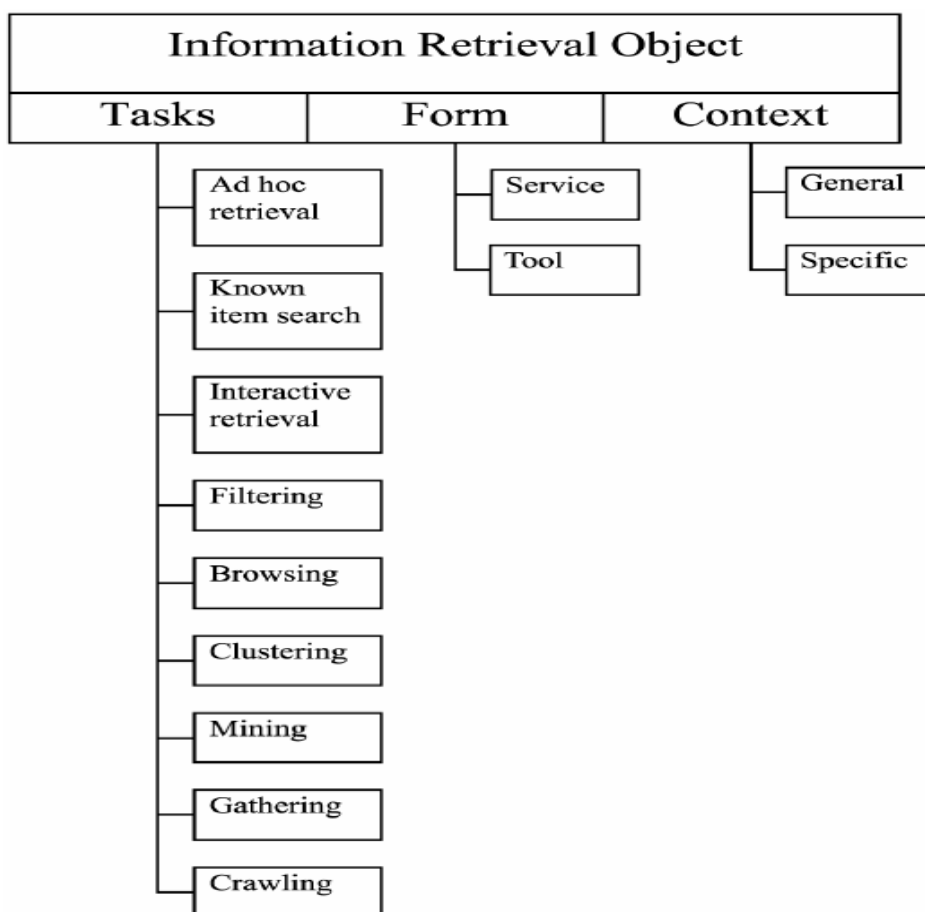 Information Retrieval Object
Tasks
Form
Context
Ad hoc
retrieval
Known
item search
Interactive
retrieval
Filtering
Browsing
Clustering
Mining
Gathering
Crawling
Service
Tool
General
Specific